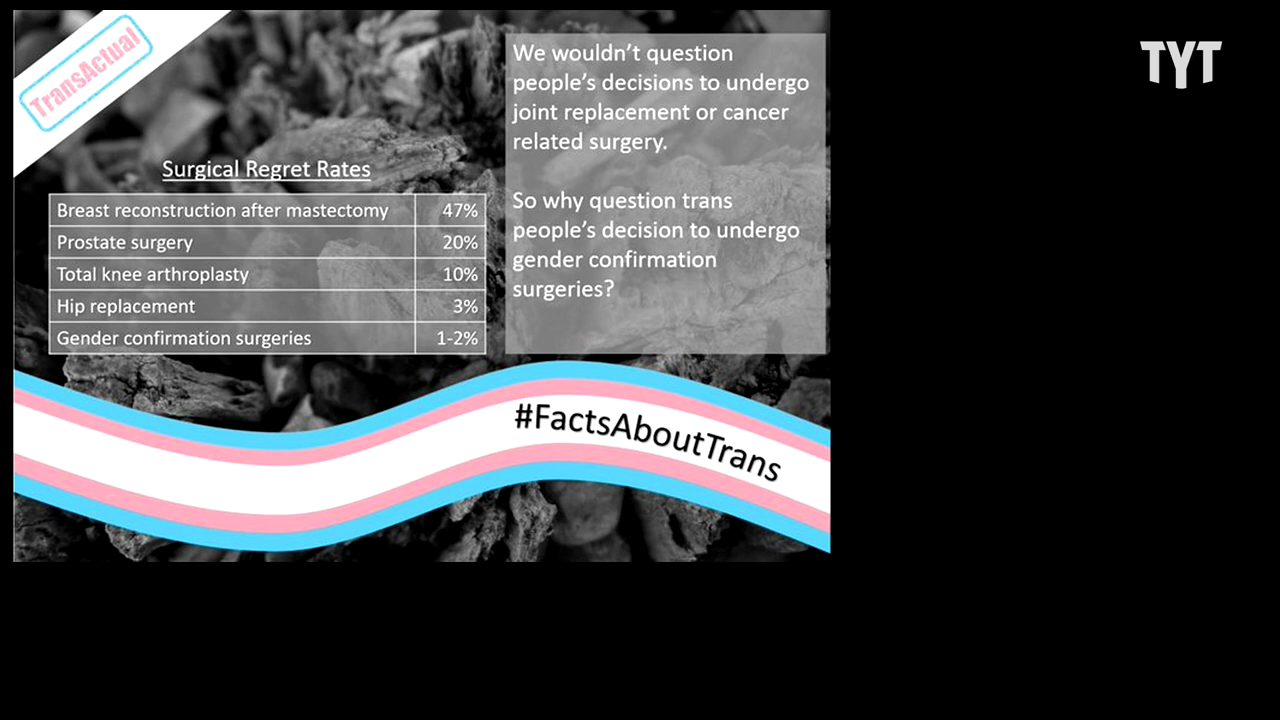 TransActual
TYT
Surgical Regret Rates
Breast reconstruction after mastectomy 47%
Prostate surgery 20%
Total knee arthroplasty 10%
Hip replacement 3%
Gender confirmation surgeries 1-2%
We wouldn't question
people's decisions to undergo
joint replacement or cancer
related surgery.
So why question trans
people's decision to undergo
gender confirmation
surgeries?
#FactsAboutTrans